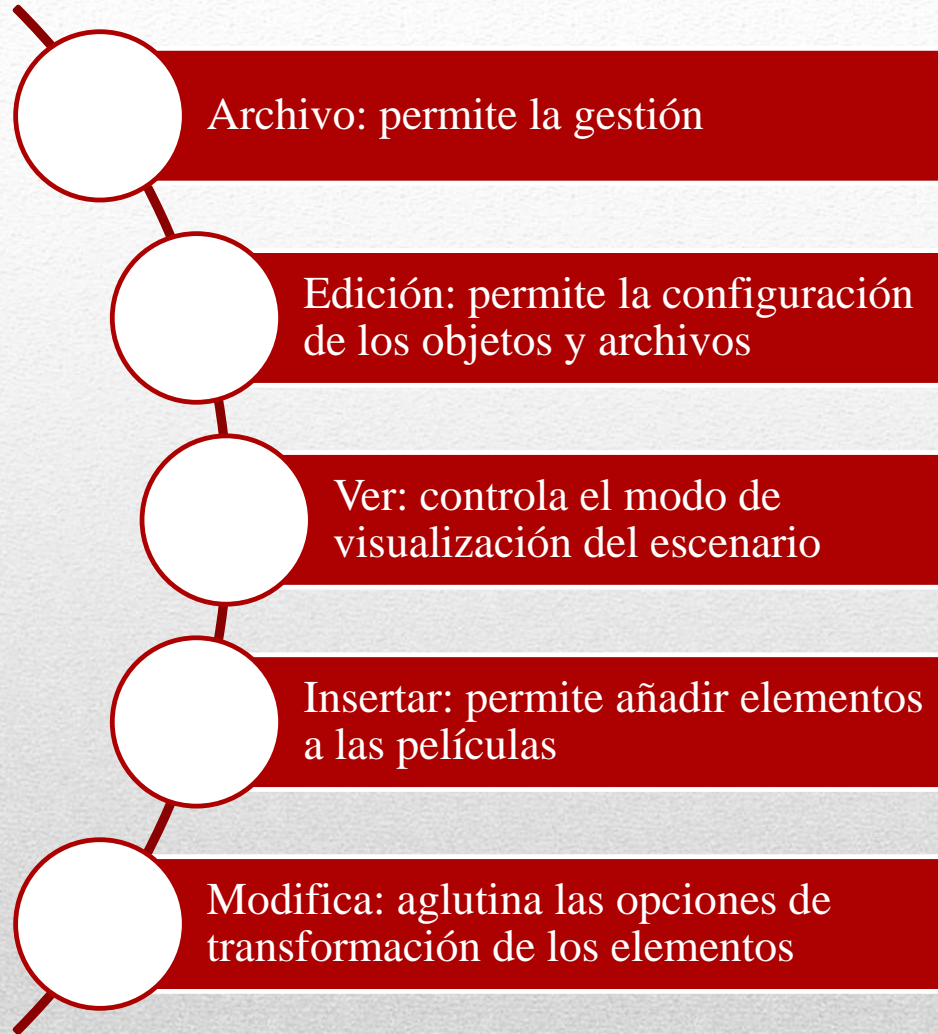 Archivo: permite la gestión
Edición: permite la configuración
de los objetos y archivos
Ver: controla el modo de
visualización del escenario
Insertar: permite añadir elementos
a las películas
Modifica: aglutina las opciones de
transformación de los elementos